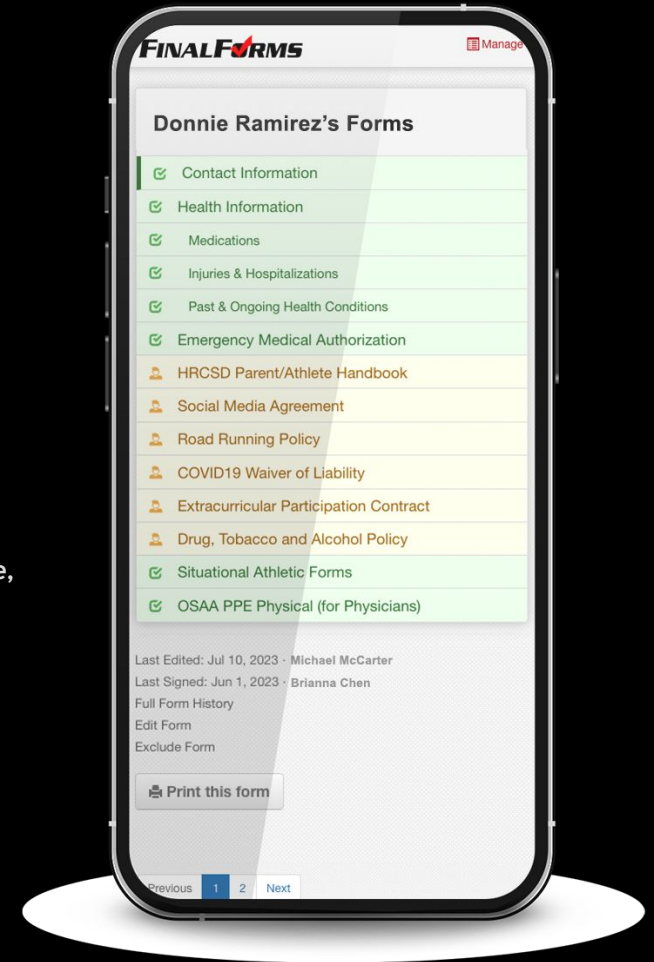 FINALFORMS
Manage
Donnie Ramirez's Forms
Contact Information
Health Information
Medications
Injuries & Hospitalizations
Past & Ongoing Health Conditions
Emergency Medical Authorization
HRCSD Parent/Athlete Handbook
Social Media Agreement
Road Running Policy
COVID19 Waiver of Liability
Extracurricular Participation Contract
Drug, Tobacco and Alcohol Policy
e,
Situational Athletic Forms
OSAA PPE Physical (for Physicians)
Last Edited: Jul 10, 2023 · Michael McCarter
Last Signed: Jun 1, 2023 · Brianna Chen
Full Form History
Edit Form
Exclude Form
Print this form
Previous 1 2 Next